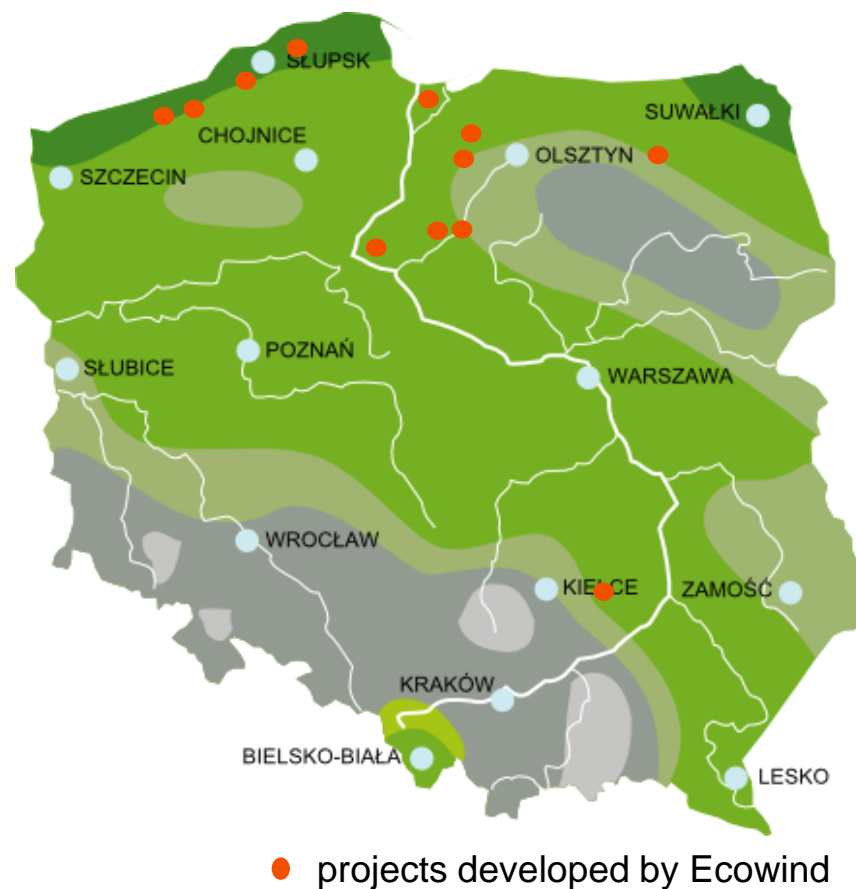 SŁUPSK
SUWAŁKI
CHOJNICE
OLSZTYN
SZCZECIN
POZNAŃ
SŁUBICE
WARSZAWA
WROCŁAW
KIELCE
ZAMOŚĆ
KRAKÓW
BIELSKO-BIAŁA
LESKO
projects developed by Ecowind